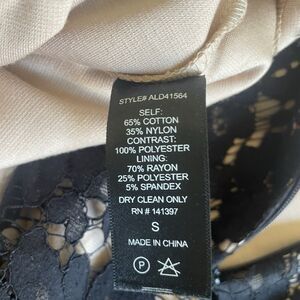 STYLE# ALD41564
SELF:
65% COTTON
35% NYLON
CONTRAST:
100% POLYESTER
LINING:
70% RAYON
25% POLYESTER
5% SPANDEX
DRY CLEAN ONLY
RN # 141397
S
MADE IN CHINA
P